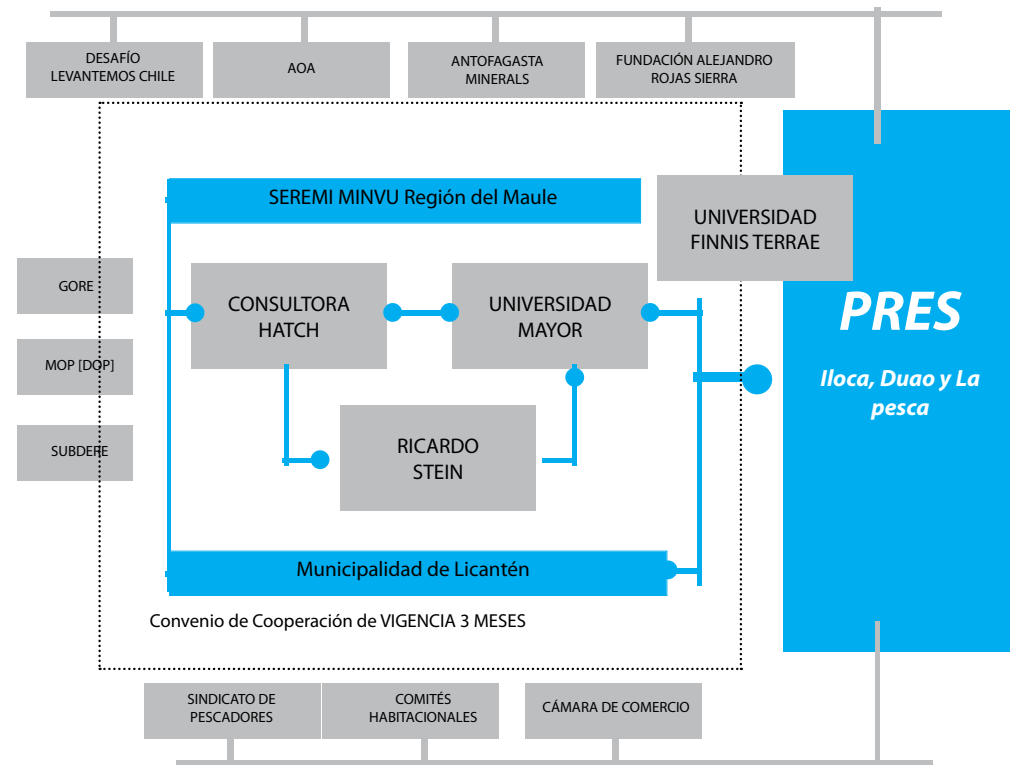 DESAFÍO
LEVANTEMOS CHILE
AOA
ANTOFAGASTA
MINERALS
FUNDACIÓN ALEJANDRO
ROJAS SIERRA
SEREMI MINVU Región del Maule
UNIVERSIDAD
FINNIS TERRAE
GORE
MOP [DOP]
SUBDERE
CONSULTORA
HATCH
UNIVERSIDAD
MAYOR
RICARDO
STEIN
PRES
Iloca, Duao y La
pesca
Municipalidad de Licantén
Convenio de Cooperación de VIGENCIA 3 MESES
SINDICATO DE
PESCADORES
COMITÉS
HABITACIONALES
CÁMARA DE COMERCIO